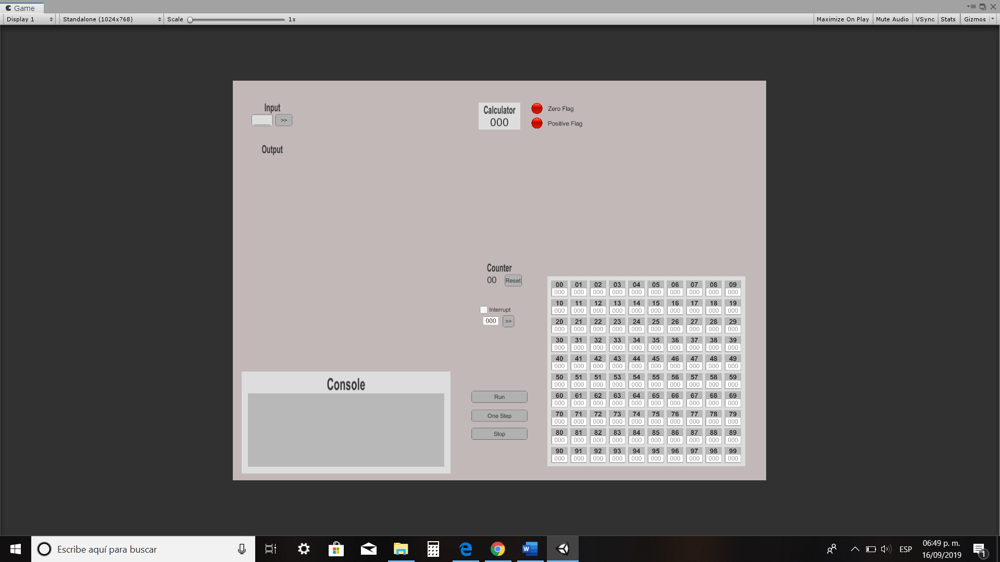 Game
Display 1 Standalone (1024x768) Scale 1x Maximize On Play Mute Audio VSync Stats Gizmos
Input
____ >>
Output
Calculator
000
Zero Flag
Positive Flag
Counter
00 Reset
Interrupt
000 >>
Console
Run
One Step
Stop
00 01 02 03 04 05 06 07 08 09
000 000 000 000 000 000 000 000 000 000
10 11 12 13 14 15 16 17 18 19
000 000 000 000 000 000 000 000 000 000
20 21 22 23 24 25 26 27 28 29
000 000 000 000 000 000 000 000 000 000
30 31 32 33 34 35 36 37 38 39
000 000 000 000 000 000 000 000 000 000
40 41 42 43 44 45 46 47 48 49
000 000 000 000 000 000 000 000 000 000
50 51 51 53 54 55 56 57 58 59
000 000 000 000 000 000 000 000 000 000
60 61 62 63 64 65 66 67 68 69
000 000 000 000 000 000 000 000 000 000
70 71 72 73 74 75 76 77 78 79
000 000 000 000 000 000 000 000 000 000
80 81 82 83 84 85 86 87 88 89
000 000 000 000 000 000 000 000 000 000
90 91 92 93 94 95 96 97 98 99
000 000 000 000 000 000 000 000 000 000
Escribe aquí para buscar
W
ESP
06:49 p. m.
16/09/2019
1